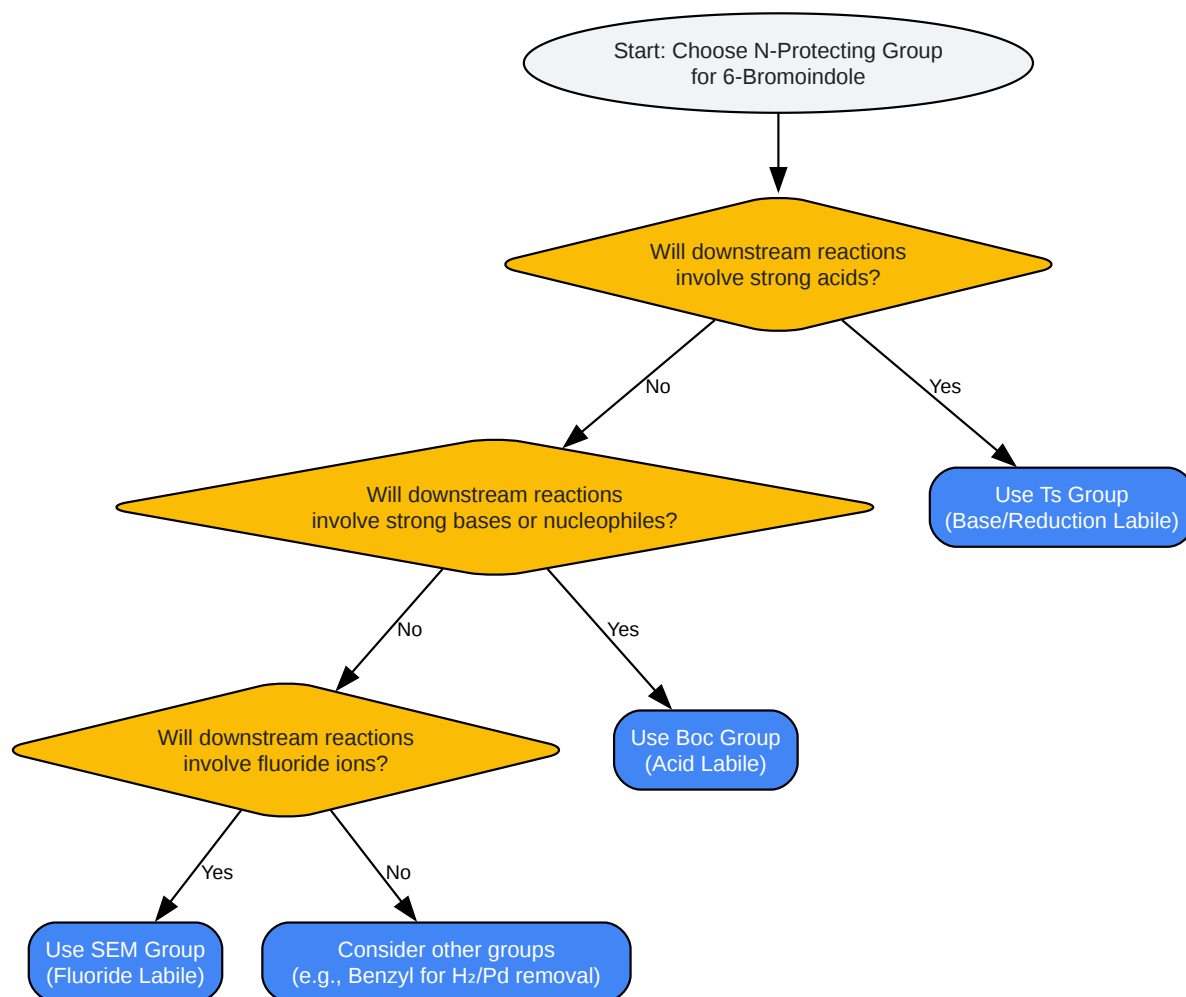 Start: Choose N-Protecting Group
for 6-Bromoindole
Will downstream reactions
involve strong acids?
No
Yes
Will downstream reactions
involve strong bases or nucleophiles?
Use Ts Group
(Base/Reduction Labile)
No
Yes
Will downstream reactions
involve fluoride ions?
Use Boc Group
(Acid Labile)
Yes
No
Use SEM Group
(Fluoride Labile)
Consider other groups
(e.g., Benzyl for H₂/Pd removal)